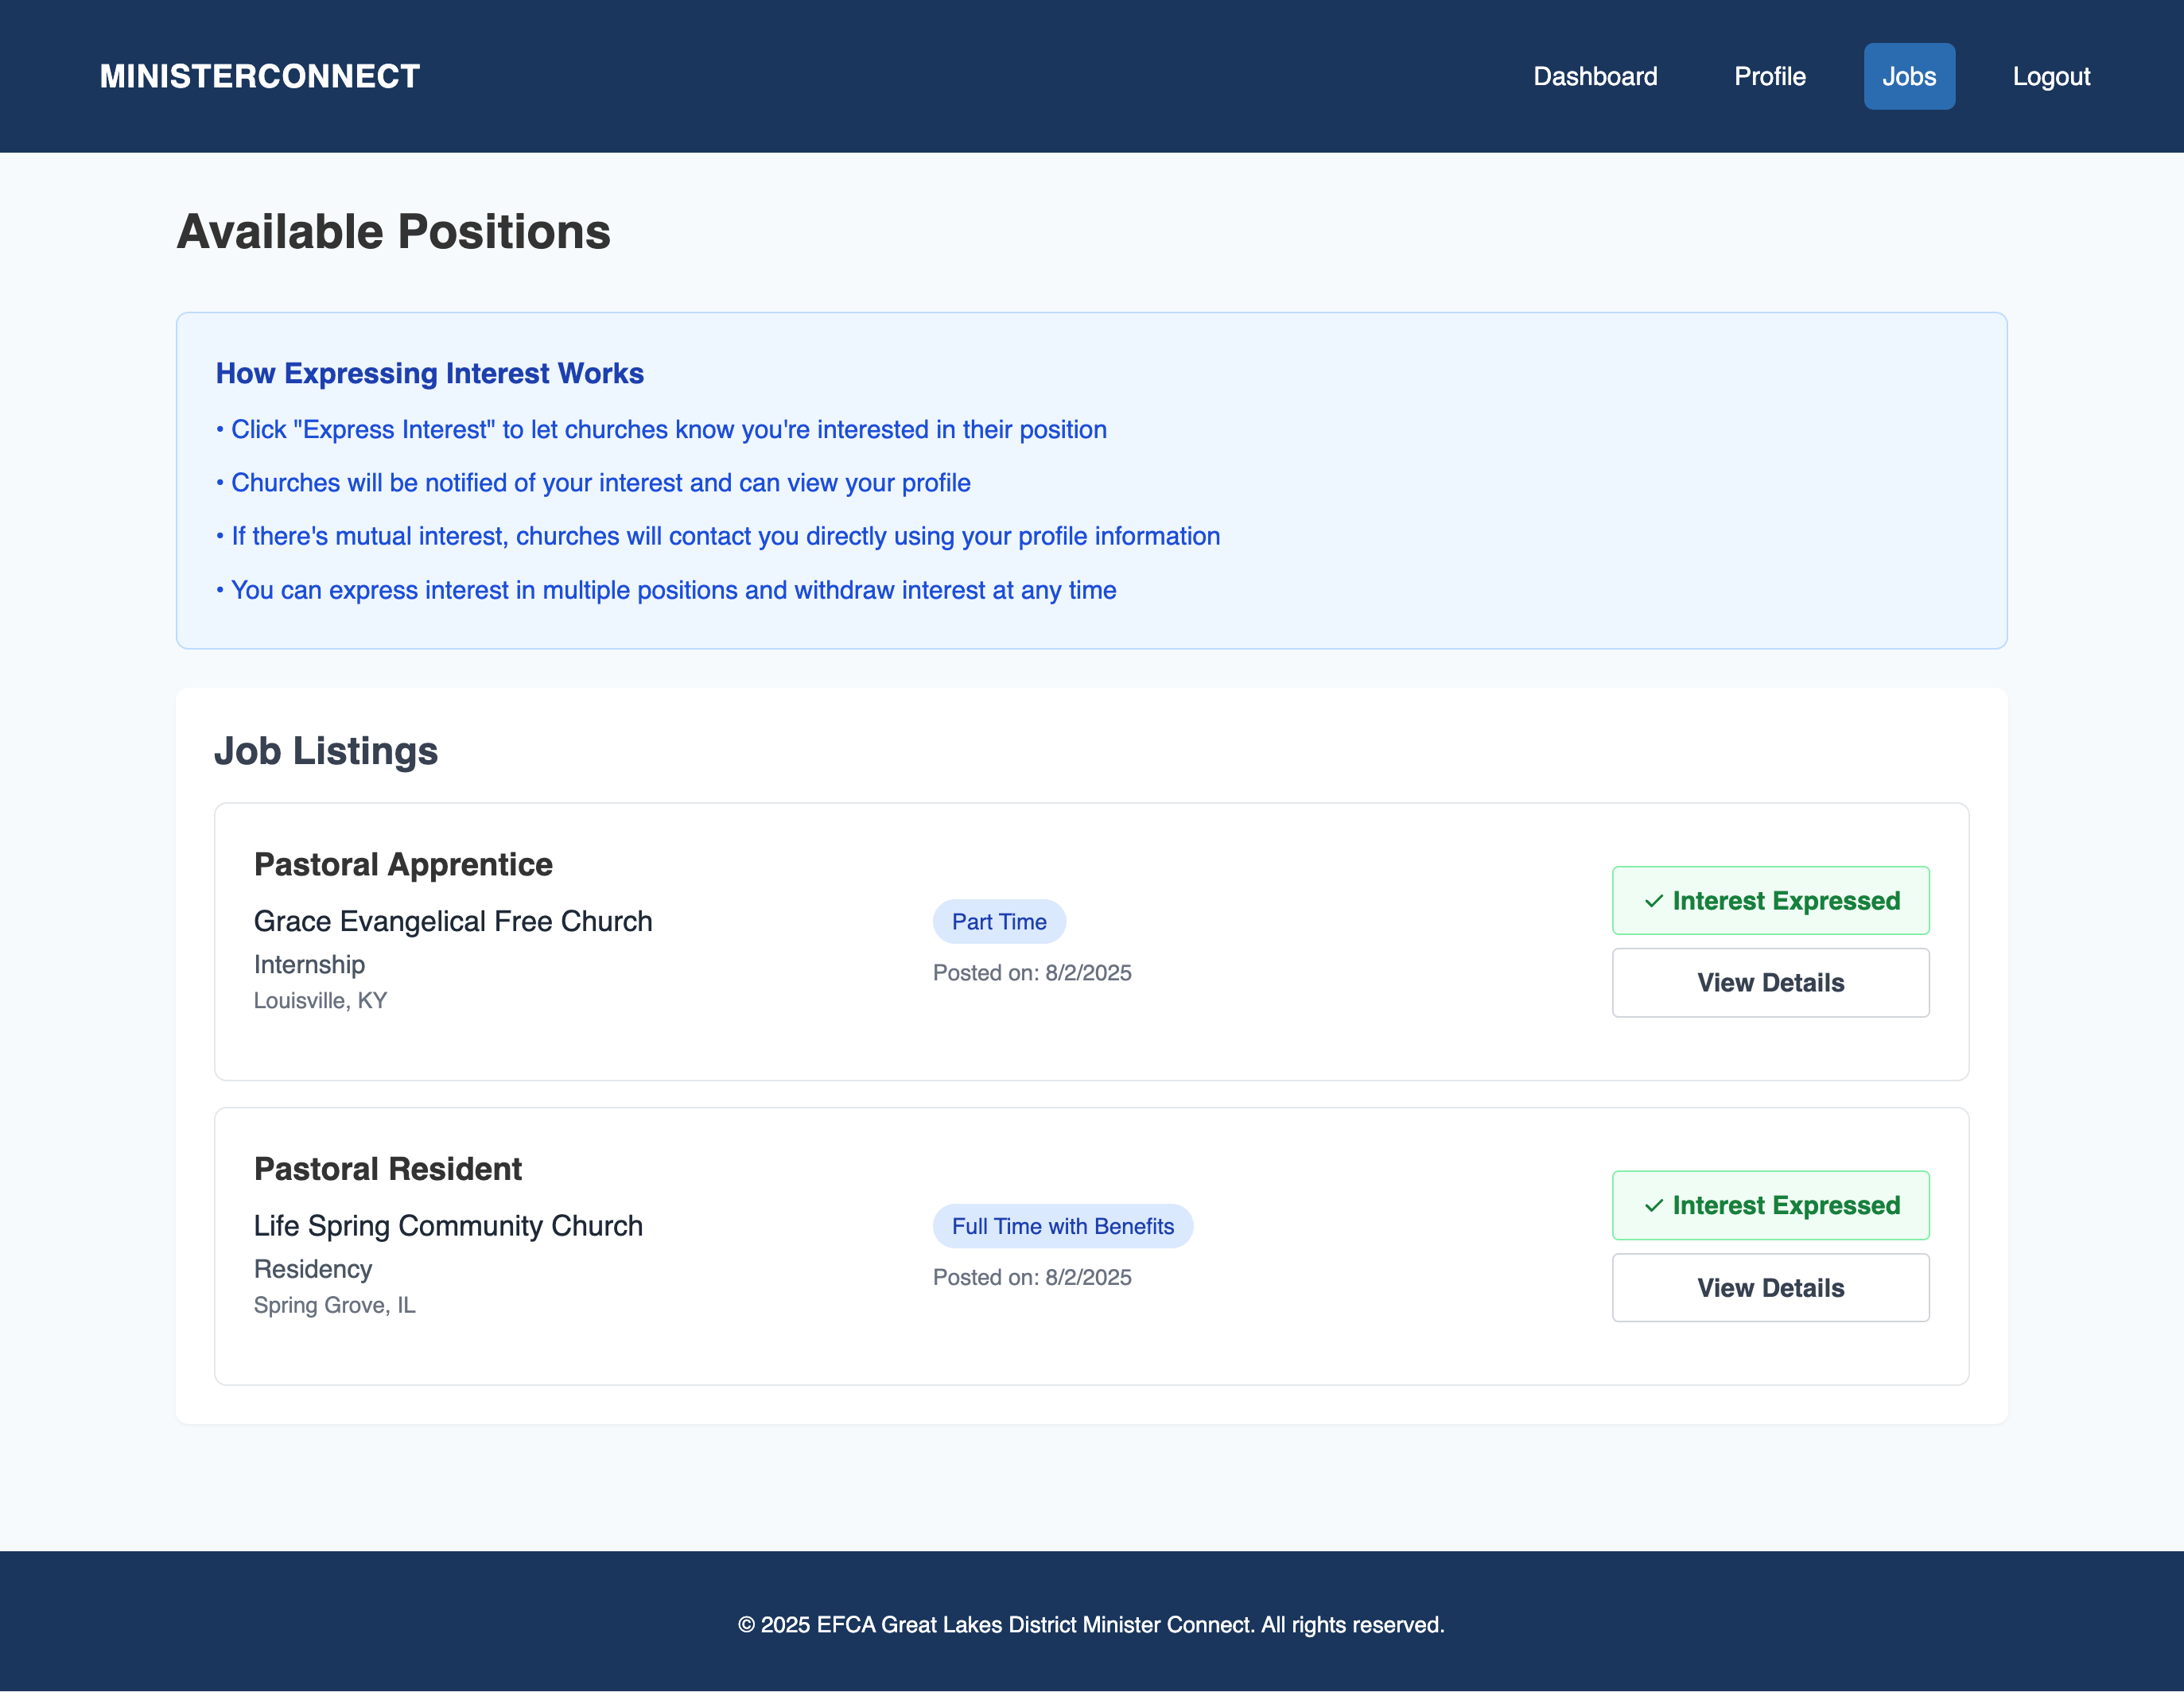 MINISTERCONNECT
Dashboard
Profile
Jobs
Logout
Available Positions
How Expressing Interest Works
• Click "Express Interest" to let churches know you're interested in their position
• Churches will be notified of your interest and can view your profile
• If there's mutual interest, churches will contact you directly using your profile information
• You can express interest in multiple positions and withdraw interest at any time
Job Listings
Pastoral Apprentice
Grace Evangelical Free Church
Internship
Louisville, KY
Part Time
Posted on: 8/2/2025
✓ Interest Expressed
View Details
Pastoral Resident
Life Spring Community Church
Residency
Spring Grove, IL
Full Time with Benefits
Posted on: 8/2/2025
✓ Interest Expressed
View Details
© 2025 EFCA Great Lakes District Minister Connect. All rights reserved.